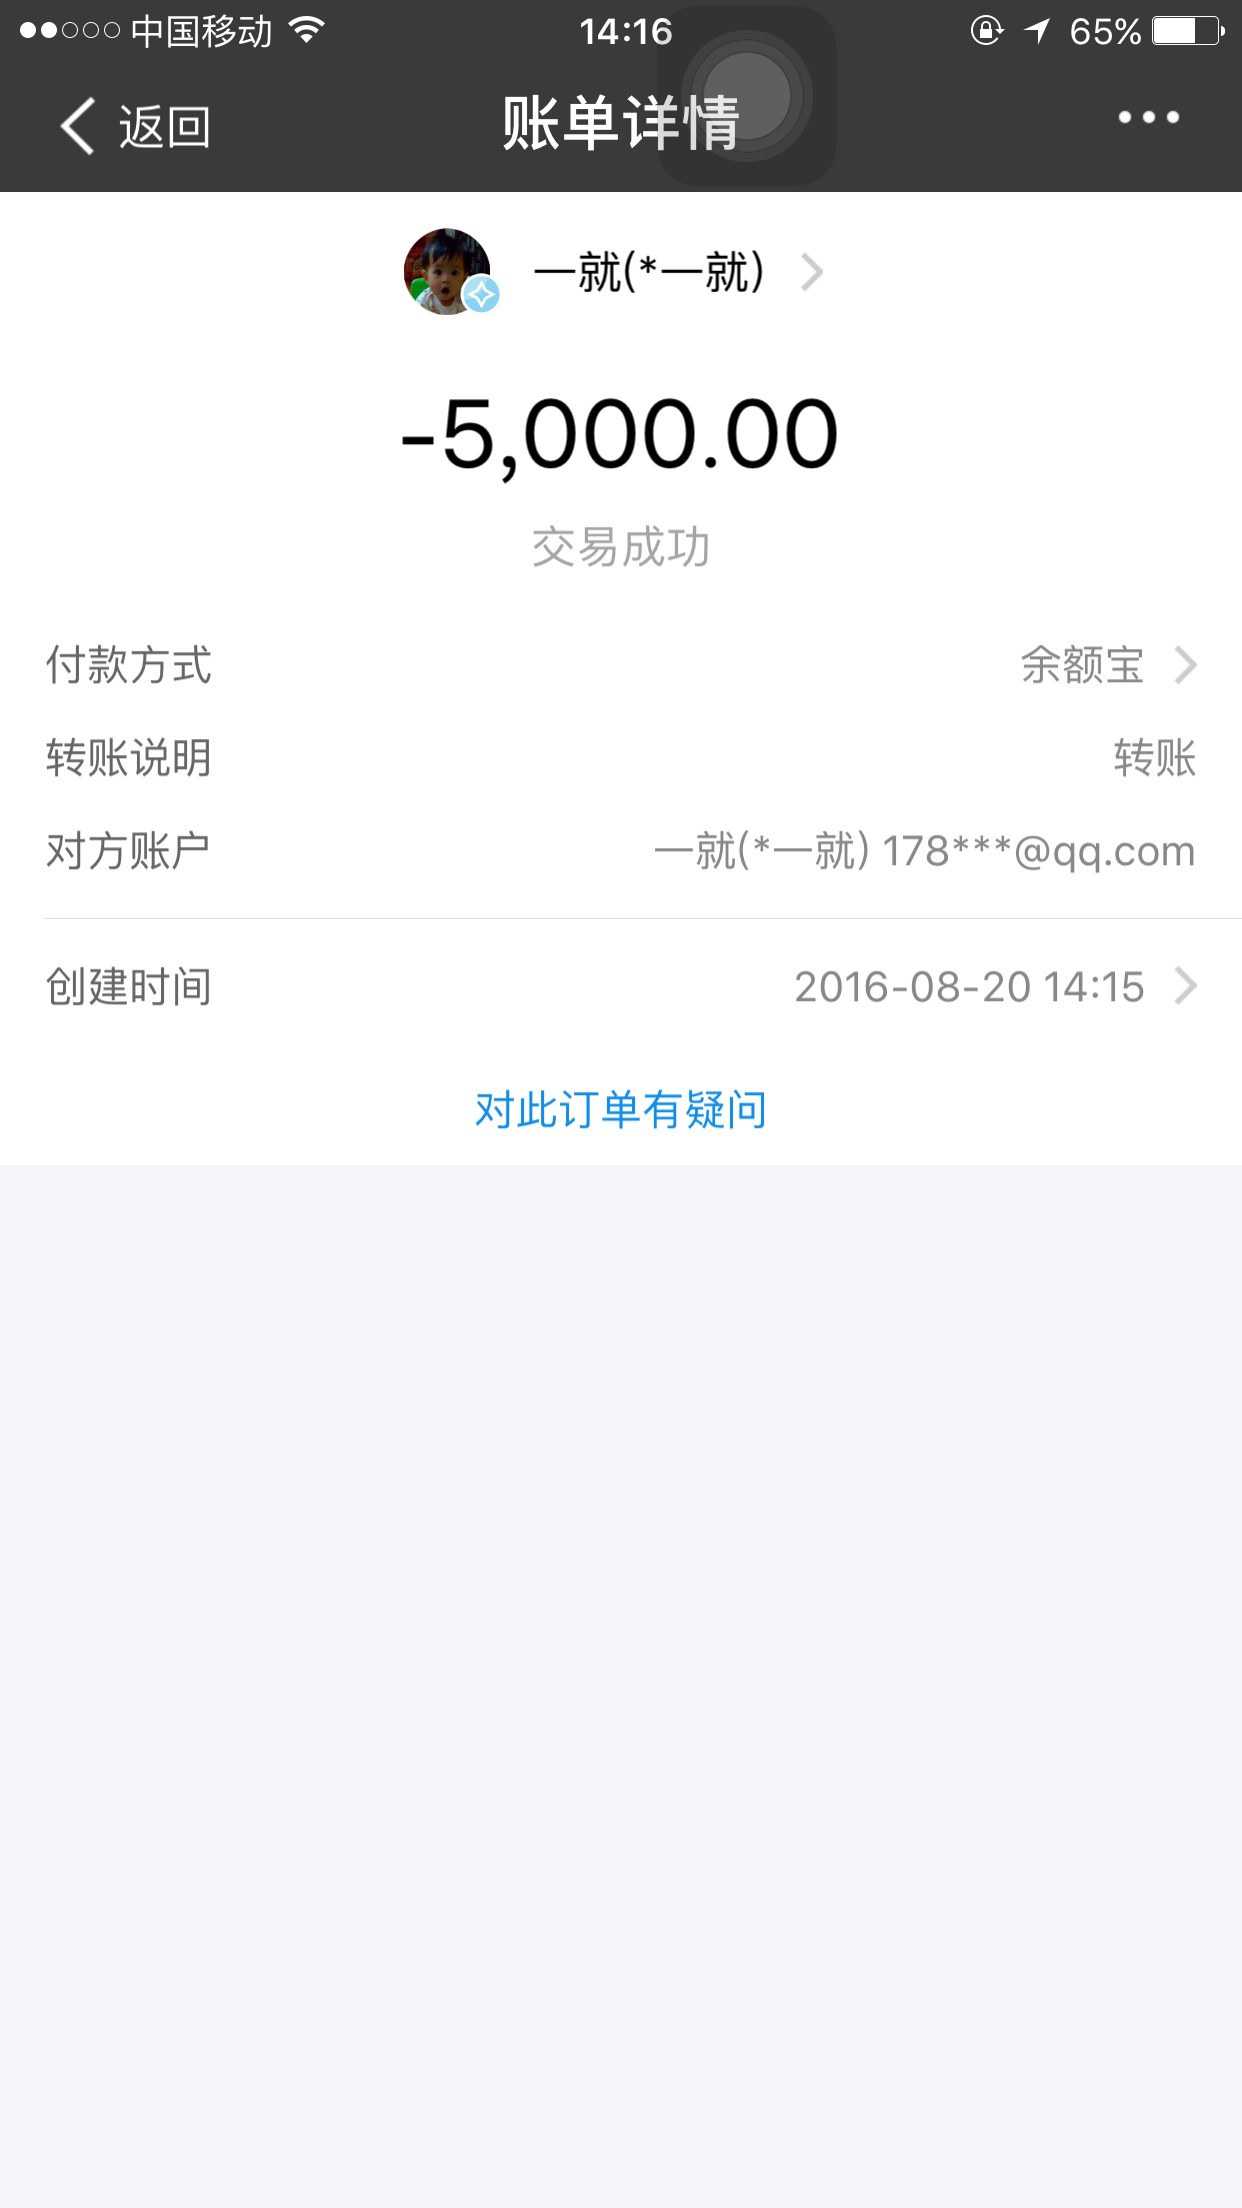 中国移动 14:16 65%
返回 账单详情
一就(*一就)
-5,000.00
交易成功
付款方式 余额宝
转账说明 转账
对方账户 一就(*一就) 178***@qq.com
创建时间 2016-08-20 14:15
对此订单有疑问